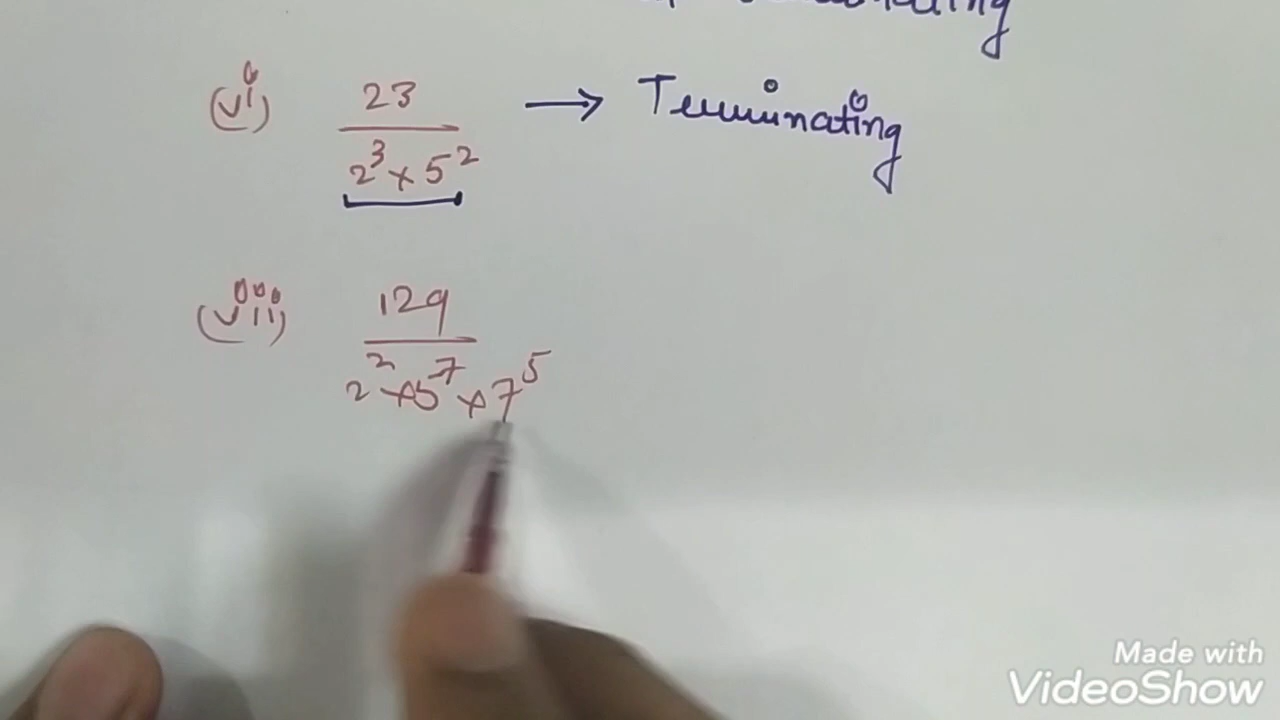 (vi) 23 / 2³ × 5² → Terminating
(vii) 129 / 2² × 5⁷ × 7⁵
Made with
VideoShow